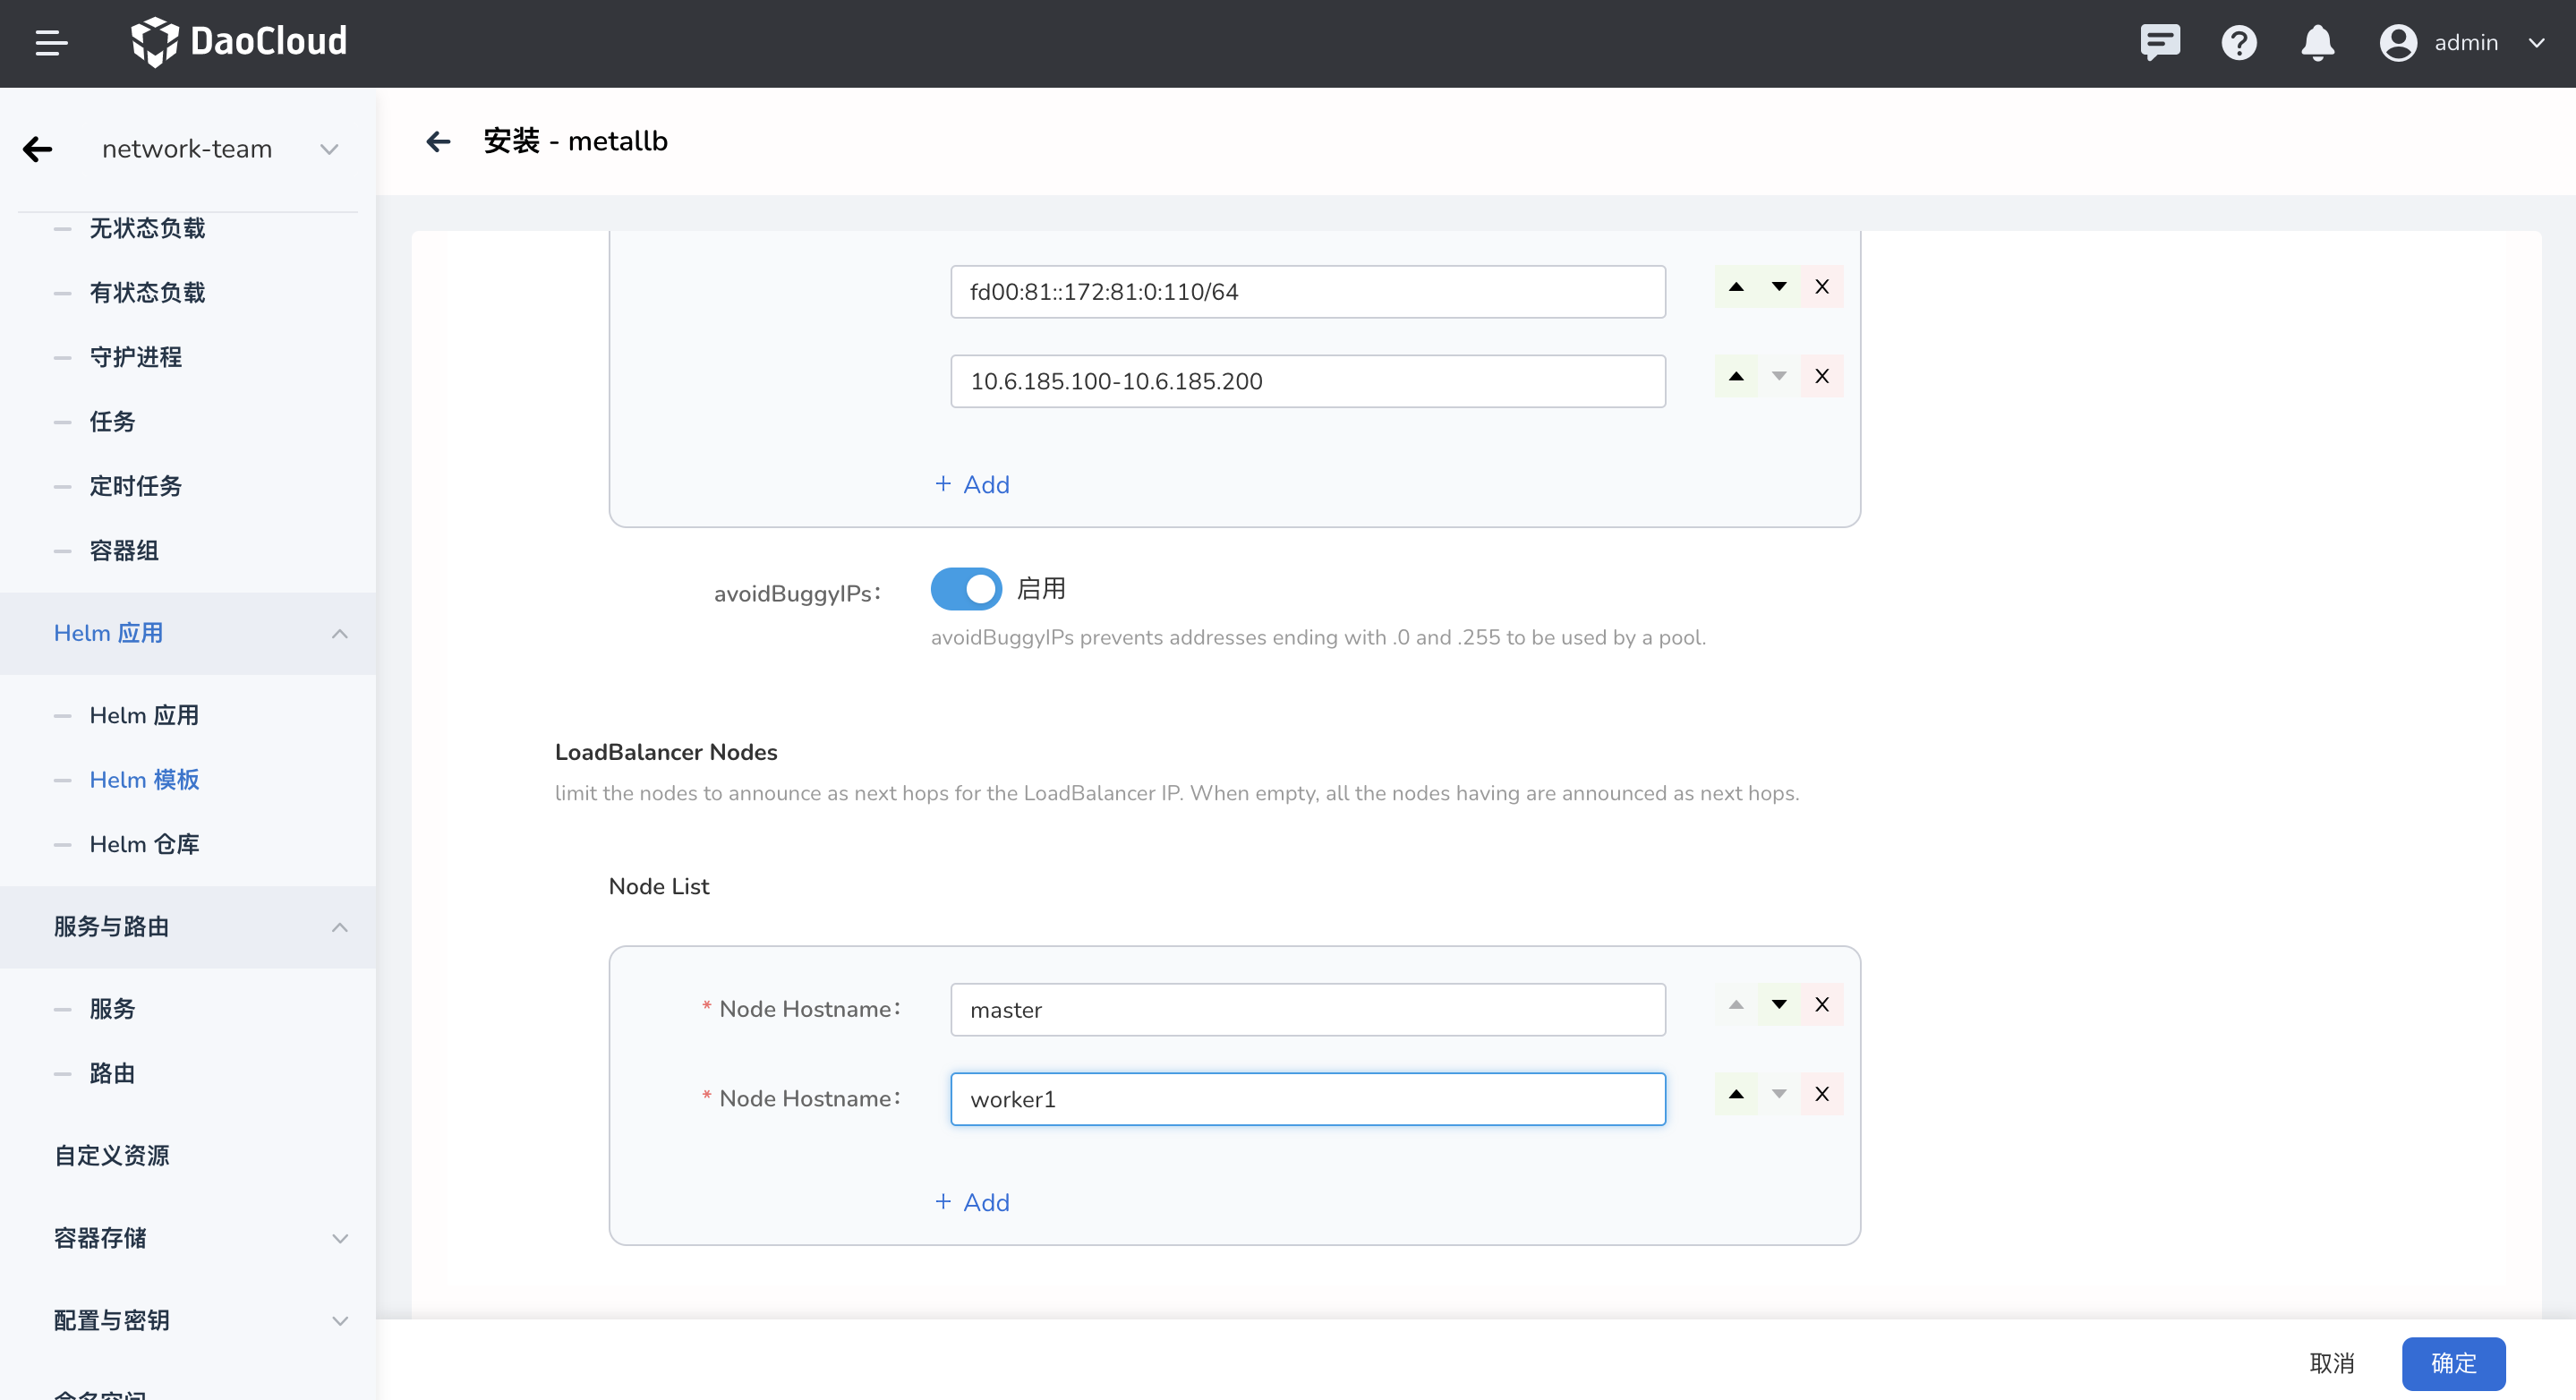 DaoCloud
admin
network-team
无状态负载
有状态负载
守护进程
任务
定时任务
容器组
Helm 应用
Helm 应用
Helm 模板
Helm 仓库
服务与路由
服务
路由
自定义资源
容器存储
配置与密钥
安装 - metallb
fd00:81::172:81:0:110/64
X
10.6.185.100-10.6.185.200
X
+ Add
avoidBuggyIPs:
启用
avoidBuggyIPs prevents addresses ending with .0 and .255 to be used by a pool.
LoadBalancer Nodes
limit the nodes to announce as next hops for the LoadBalancer IP. When empty, all the nodes having are announced as next hops.
Node List
* Node Hostname:
master
X
* Node Hostname:
worker1
X
+ Add
取消
确定